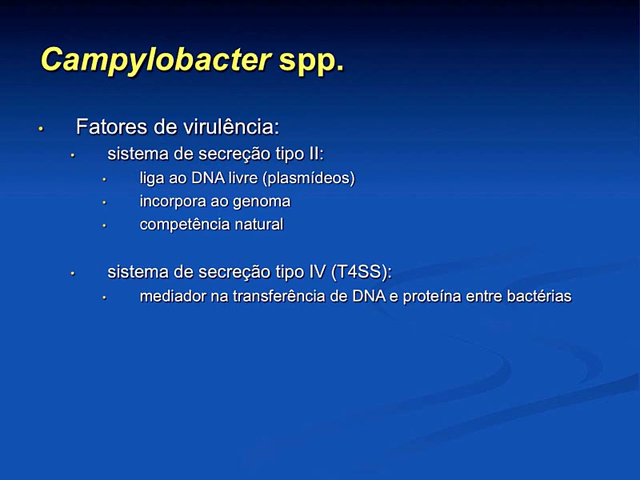 Campylobacter spp.
• Fatores de virulência:
• sistema de secreção tipo II:
• liga ao DNA livre (plasmídeos)
• incorpora ao genoma
• competência natural
• sistema de secreção tipo IV (T4SS):
• mediador na transferência de DNA e proteína entre bactérias